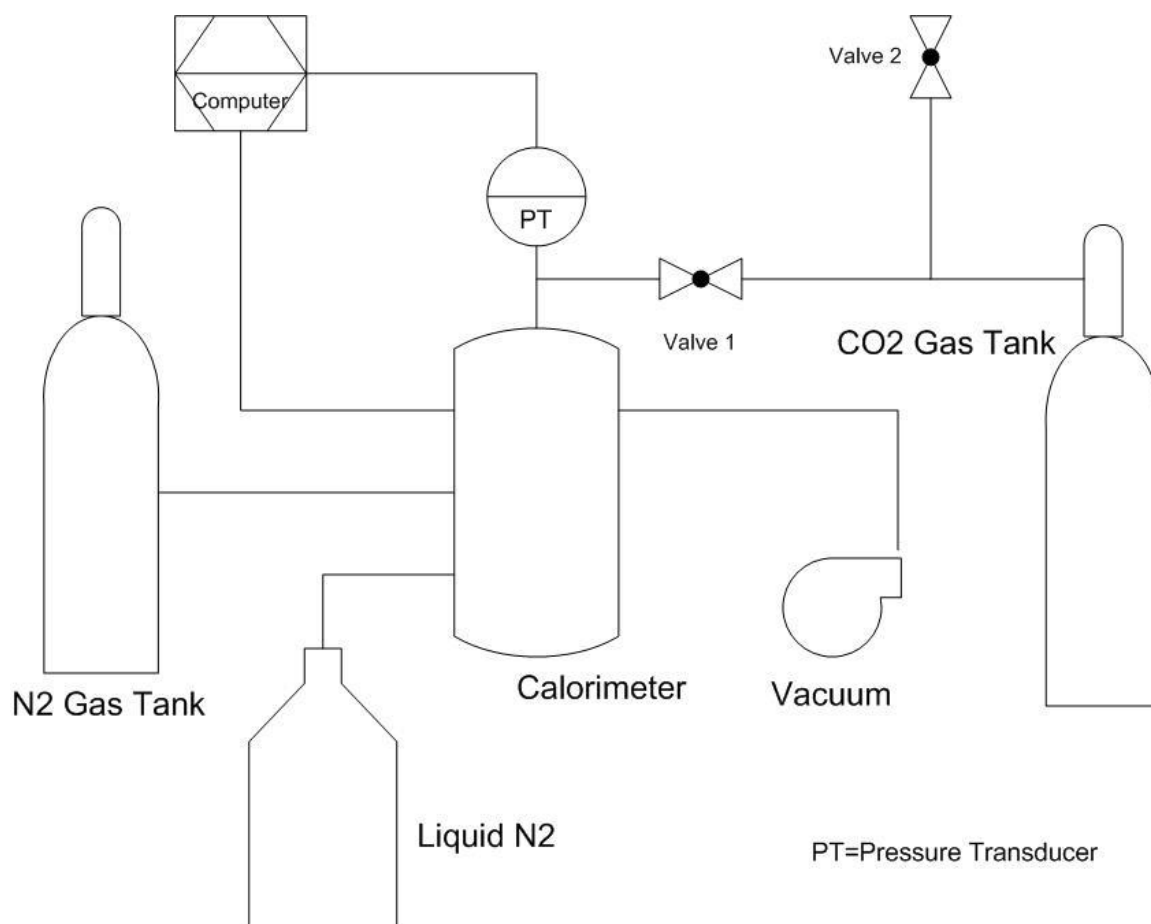 Valve 2
Computer
PT
Valve 1
CO2 Gas Tank
N2 Gas Tank
Calorimeter
Vacuum
Liquid N2
PT=Pressure Transducer